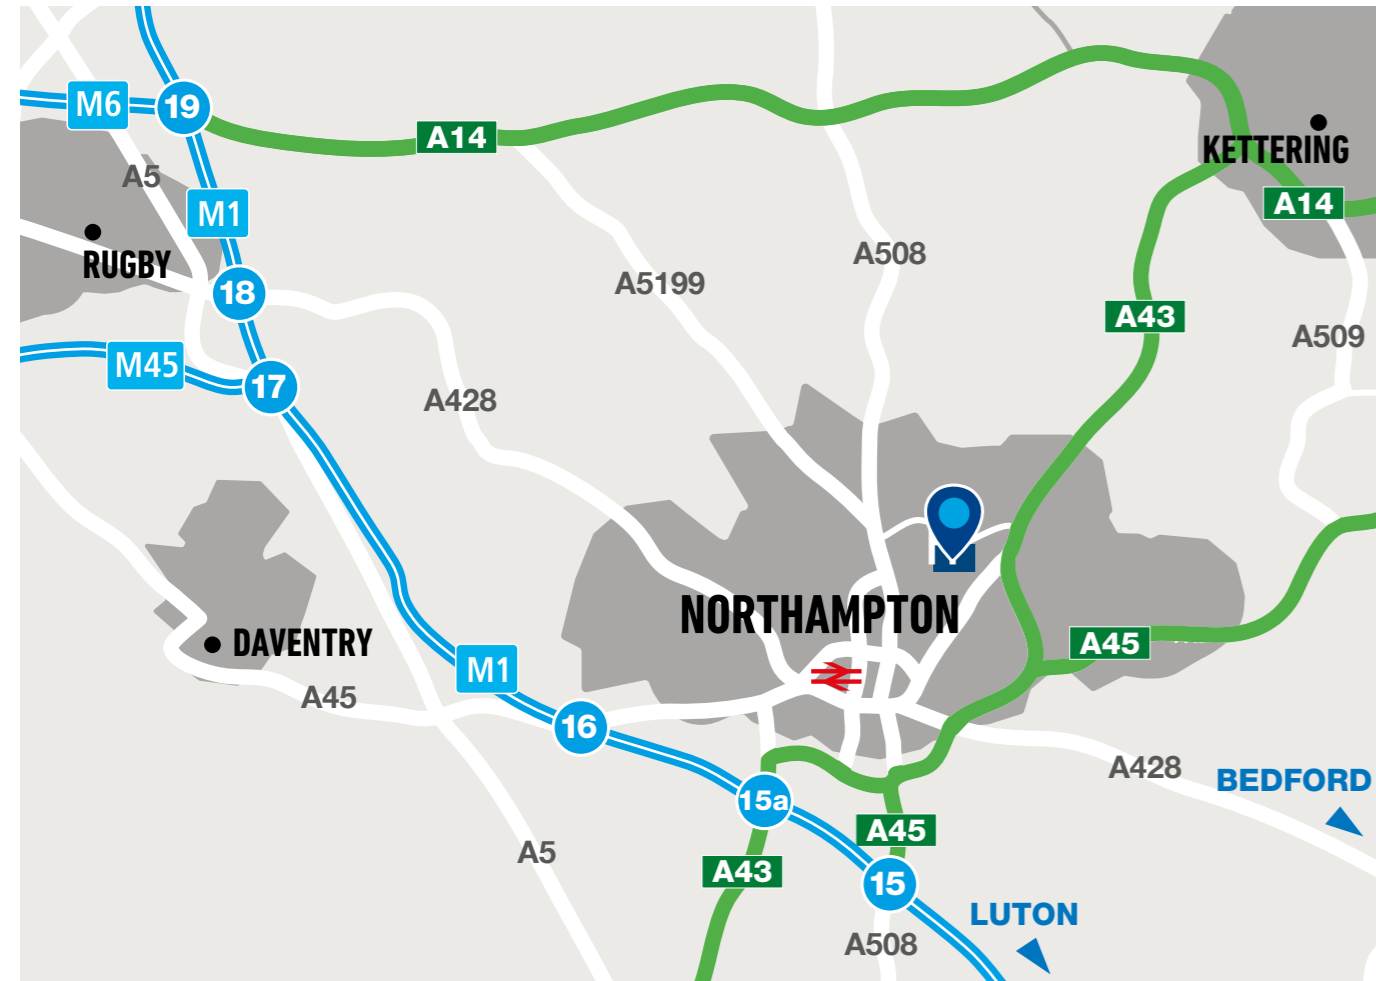 M6
19
A14
KETTERING
A5
M1
A14
RUGBY
A508
A5199
18
A43
A509
M45
17
A428
NORTHAMPTON
DAVENTRY
A45
M1
A45
16
A428
BEDFORD
15a
A45
A5
A43
15
LUTON
A508